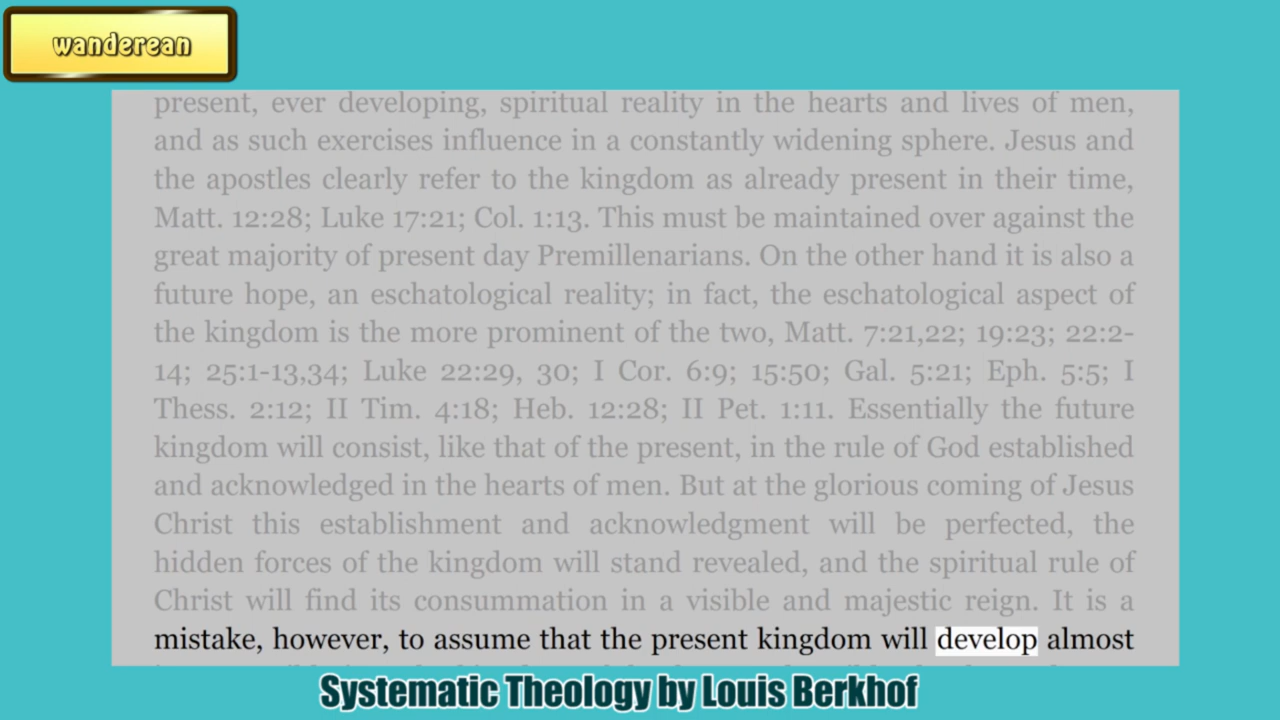 wanderean
present, ever developing, spiritual reality in the hearts and lives of men,
and as such exercises influence in a constantly widening sphere. Jesus and
the apostles clearly refer to the kingdom as already present in their time,
Matt. 12:28; Luke 17:21; Col. 1:13. This must be maintained over against the
great majority of present day Premillenarians. On the other hand it is also a
future hope, an eschatological reality; in fact, the eschatological aspect of
the kingdom is the more prominent of the two, Matt. 7:21,22; 19:23; 22:2-
14; 25:1-13,34; Luke 22:29, 30; I Cor. 6:9; 15:50; Gal. 5:21; Eph. 5:5; I
Thess. 2:12; II Tim. 4:18; Heb. 12:28; II Pet. 1:11. Essentially the future
kingdom will consist, like that of the present, in the rule of God established
and acknowledged in the hearts of men. But at the glorious coming of Jesus
Christ this establishment and acknowledgment will be perfected, the
hidden forces of the kingdom will stand revealed, and the spiritual rule of
Christ will find its consummation in a visible and majestic reign. It is a
mistake, however, to assume that the present kingdom will develop almost
Systematic Theology by Louis Berkhof